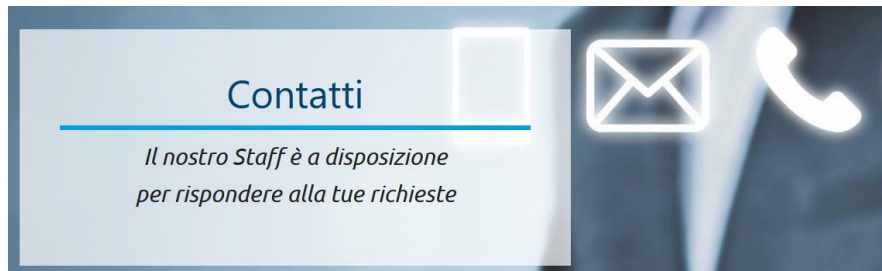 Contatti
Il nostro Staff è a disposizione
per rispondere alla tue richieste